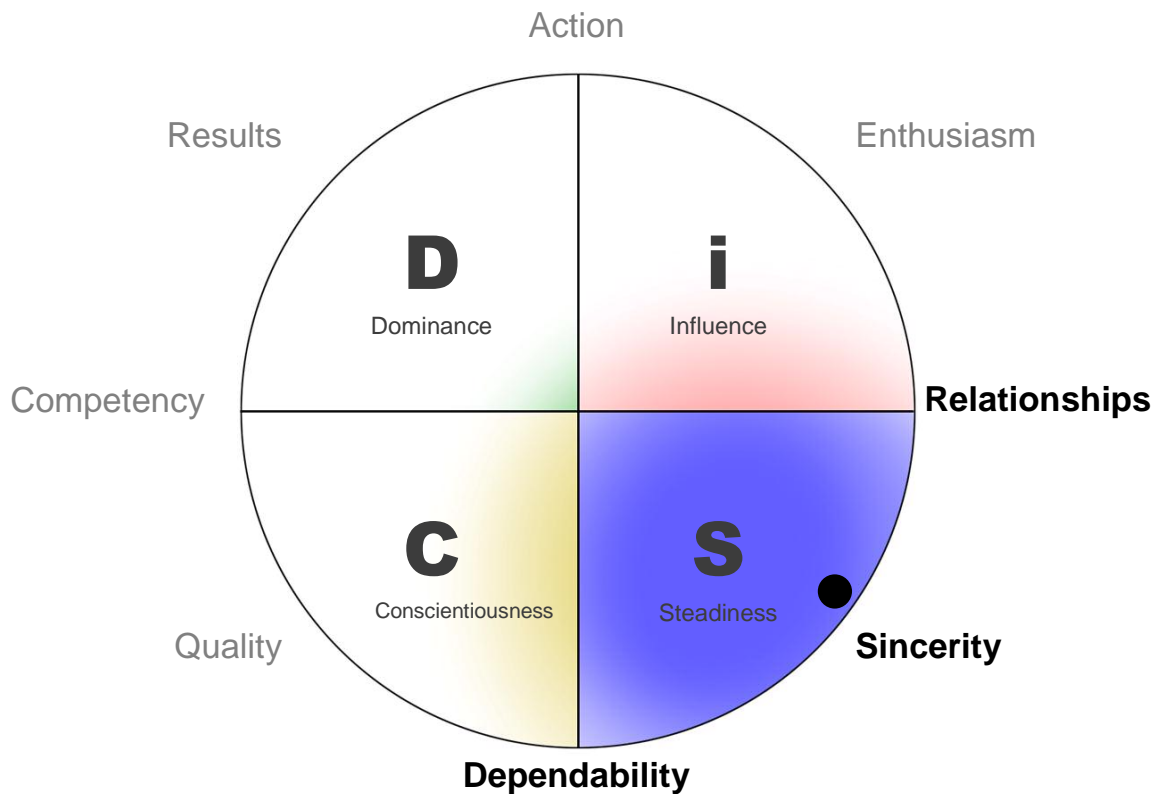 Action
Results
Enthusiasm
D
Dominance
i
Influence
Competency
Relationships
C
Conscientiousness
S
Steadiness
Quality
Sincerity
Dependability